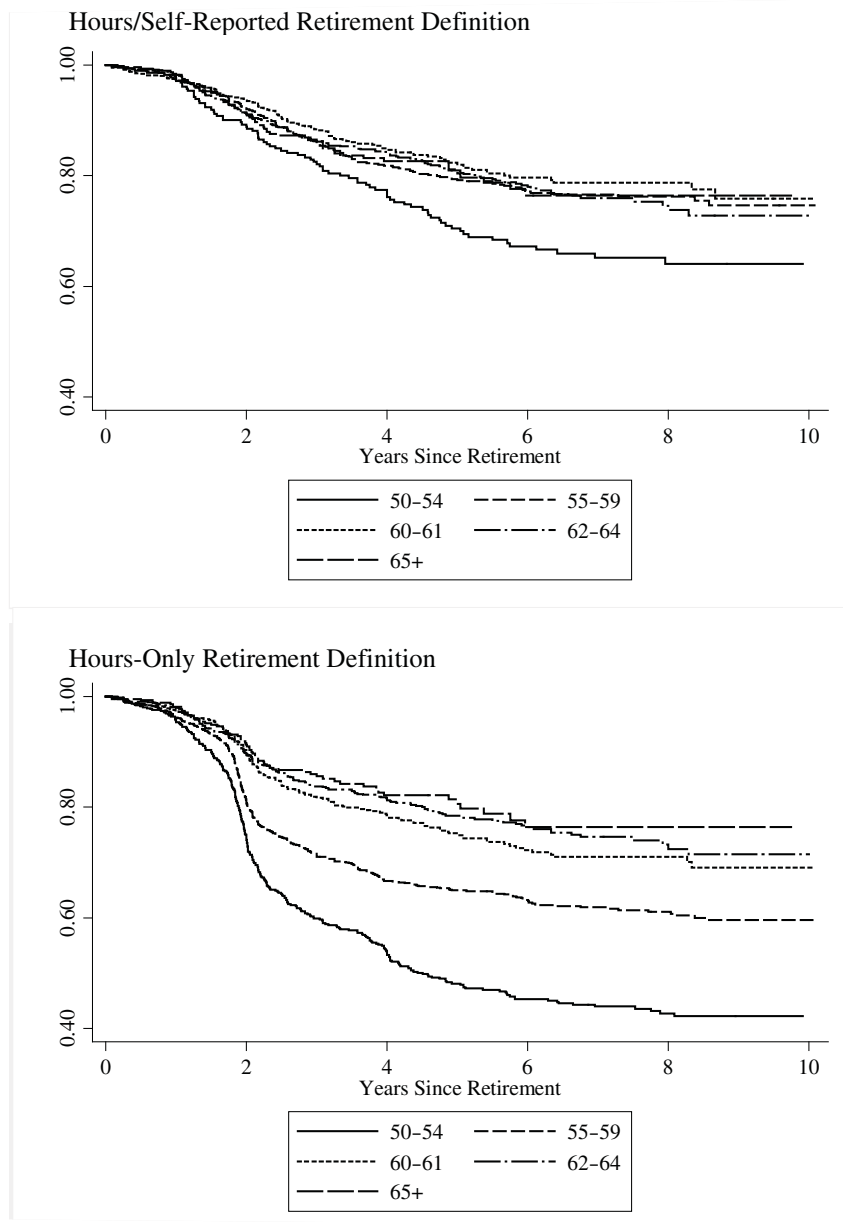 Hours/Self-Reported Retirement Definition
1.00
0.80
0.60
0.40
0 2 4 6 8 10
Years Since Retirement
50–54 55–59
60–61 62–64
65+
Hours-Only Retirement Definition
1.00
0.80
0.60
0.40
0 2 4 6 8 10
Years Since Retirement
50–54 55–59
60–61 62–64
65+